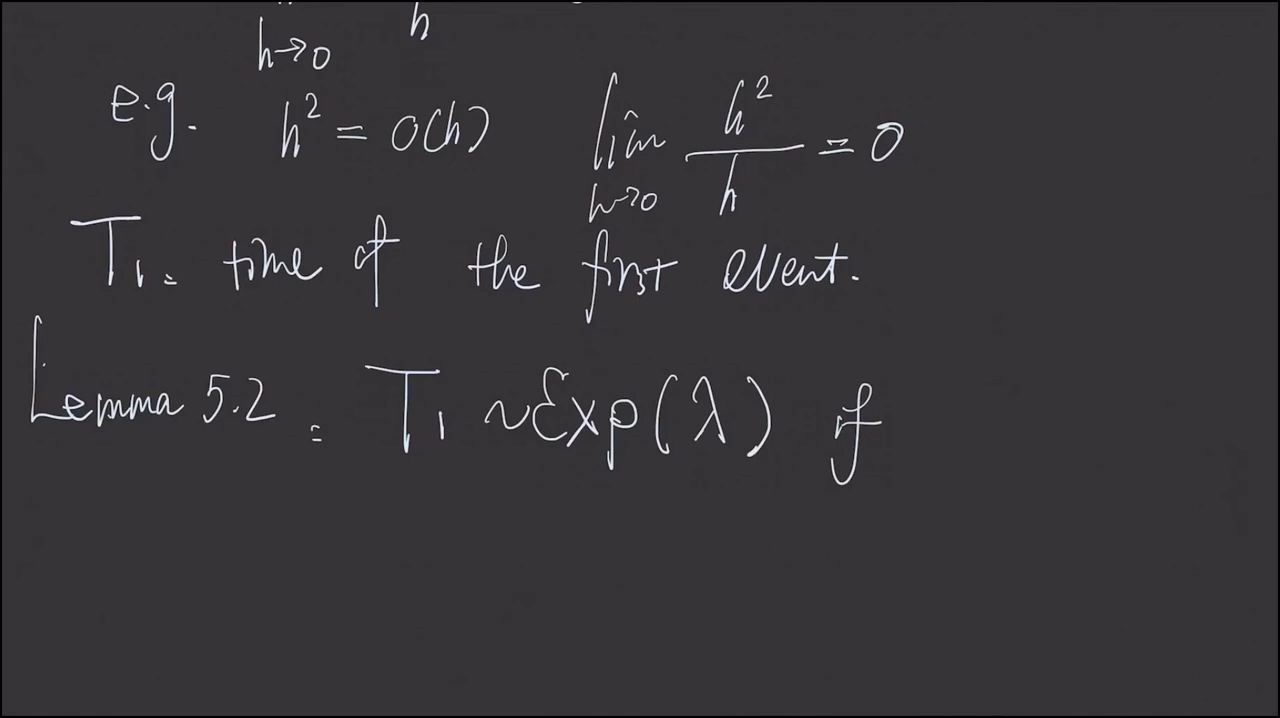 h→0 h
e.g. h² = o(h) lim h→0 h²/h = 0
T₁ = time of the first event.
Lemma 5.2 : T₁ ~ Exp(λ) if